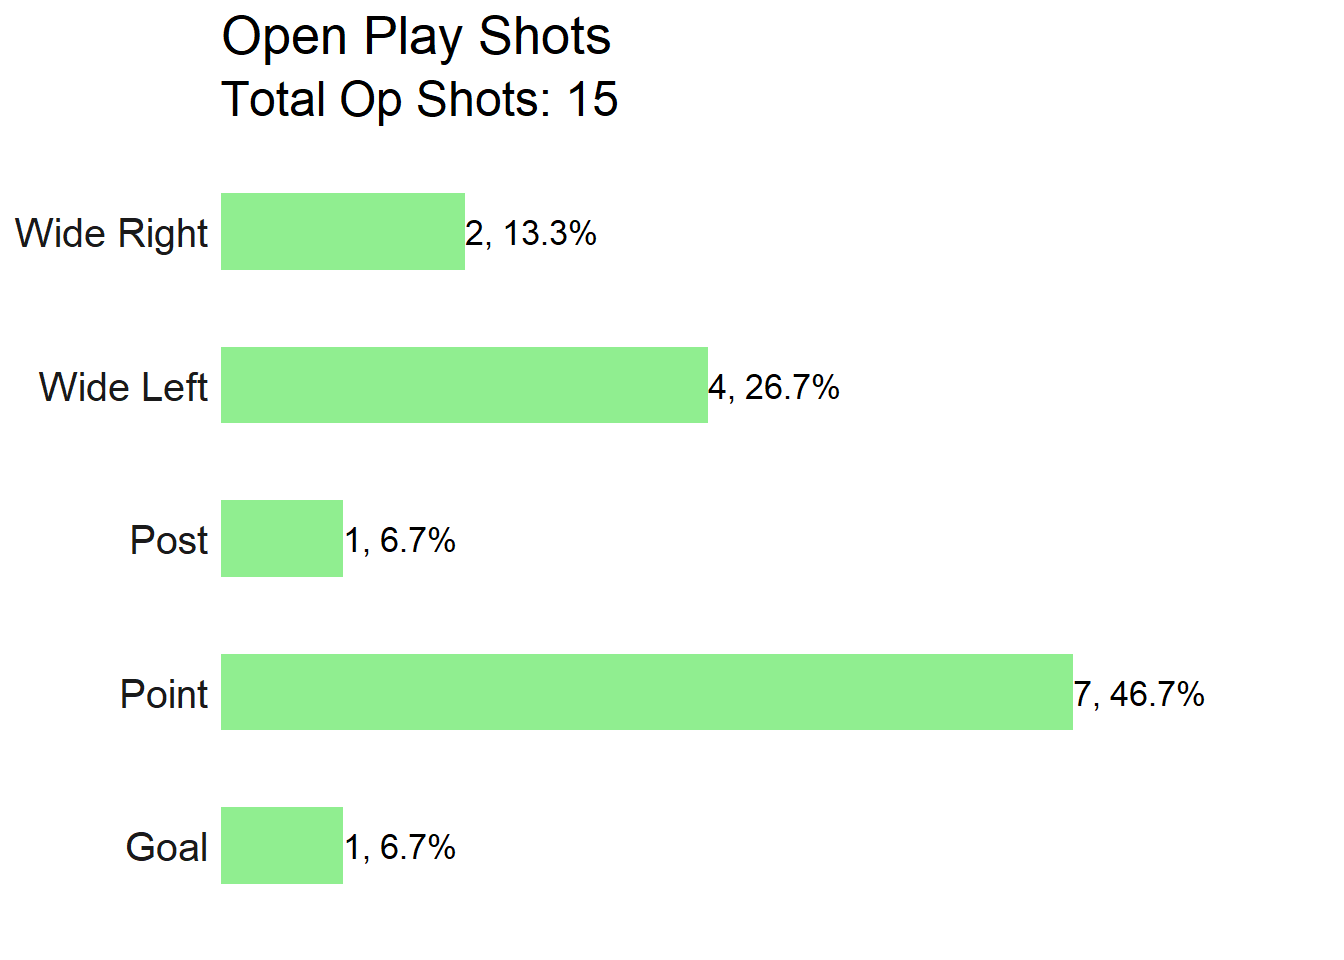 Open Play Shots
Total Op Shots: 15
Wide Right 2, 13.3%
Wide Left 4, 26.7%
Post 1, 6.7%
Point 7, 46.7%
Goal 1, 6.7%